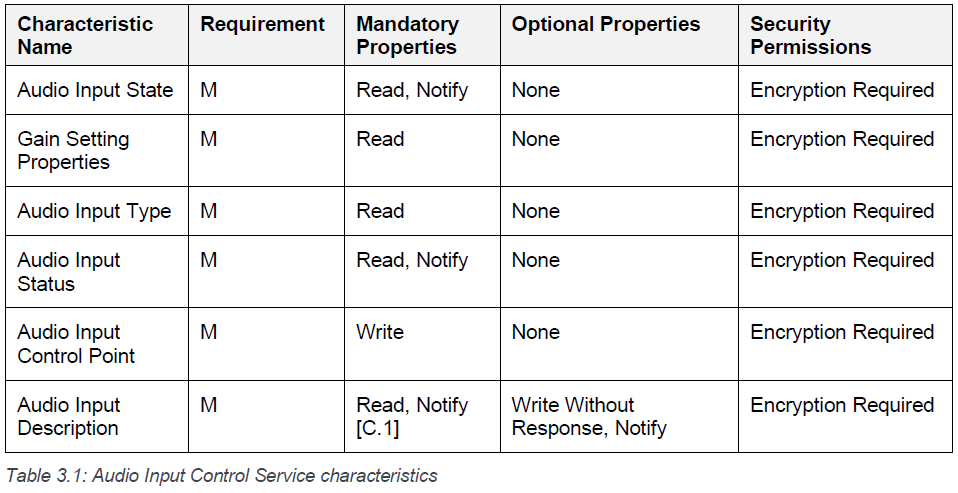 Characteristic Name Requirement Mandatory Properties Optional Properties Security Permissions
Audio Input State M Read, Notify None Encryption Required
Gain Setting Properties M Read None Encryption Required
Audio Input Type M Read None Encryption Required
Audio Input Status M Read, Notify None Encryption Required
Audio Input Control Point M Write None Encryption Required
Audio Input Description M Read, Notify [C.1] Write Without Response, Notify Encryption Required
Table 3.1: Audio Input Control Service characteristics